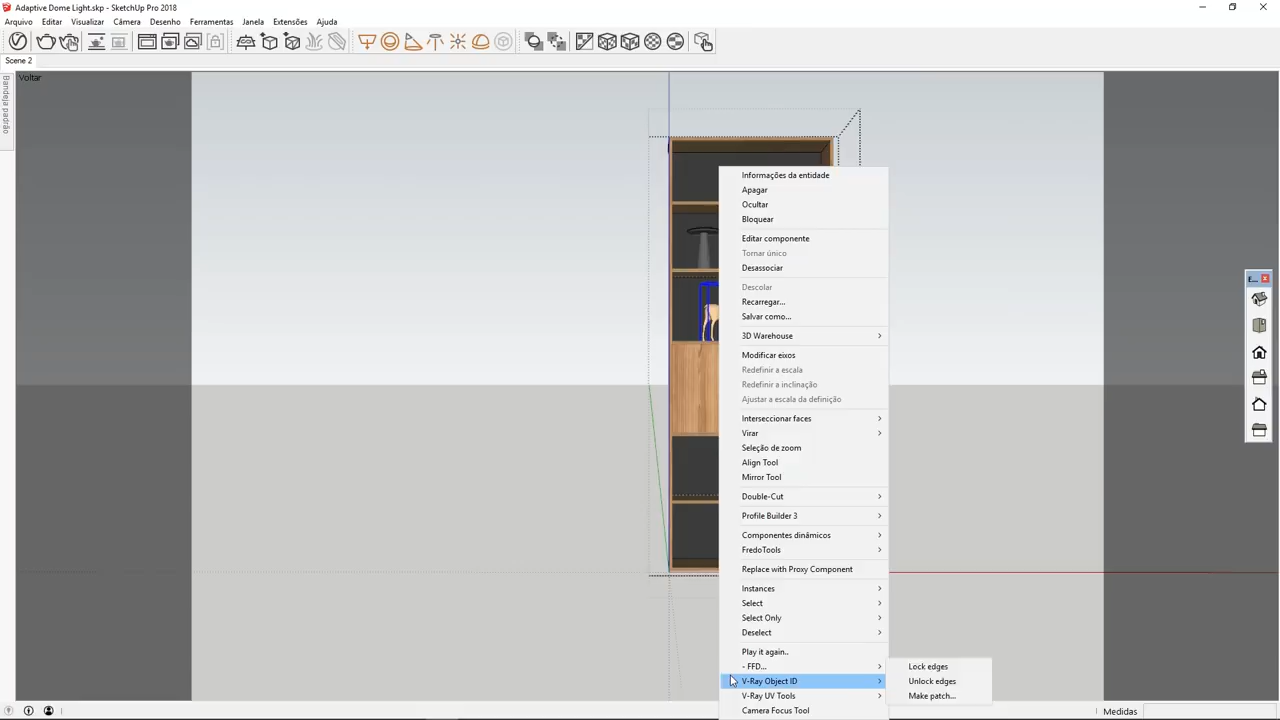 Adaptive Dome Light.skp - SketchUp Pro 2018
Arquivo Editar Visualizar Câmera Desenho Ferramentas Janela Extensões Ajuda
Scene 2
Voltar
Bandeja padrão
E...
Informações da entidade
Apagar
Ocultar
Bloquear
Editar componente
Tornar único
Desassociar
Descolar
Recarregar...
Salvar como...
3D Warehouse
Modificar eixos
Redefinir a escala
Redefinir a inclinação
Ajustar a escala da definição
Interseccionar faces
Virar
Seleção de zoom
Align Tool
Mirror Tool
Double-Cut
Profile Builder 3
Componentes dinâmicos
FredoTools
Replace with Proxy Component
Instances
Select
Select Only
Deselect
Play it again..
- FFD...
V-Ray Object ID
V-Ray UV Tools
Camera Focus Tool
Lock edges
Unlock edges
Make patch...
Medidas